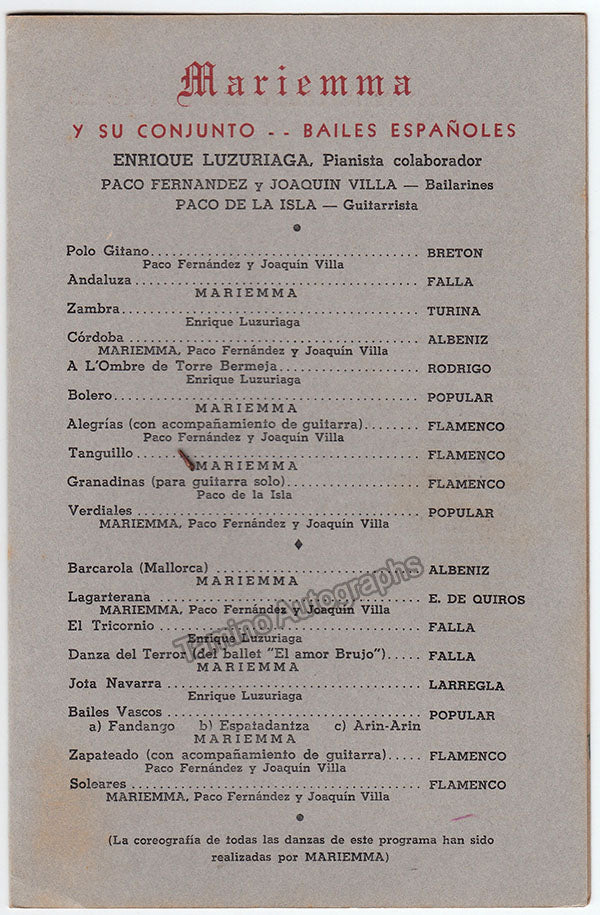 Mariemma
Y SU CONJUNTO - - BAILES ESPAÑOLES
ENRIQUE LUZURIAGA, Pianista colaborador
PACO FERNANDEZ y JOAQUIN VILLA — Bailarines
PACO DE LA ISLA — Guitarrista
Polo Gitano BRETON
Paco Fernández y Joaquín Villa
Andaluza FALLA
MARIEMMA
Zambra TURINA
Enrique Luzuriaga
Córdoba ALBENIZ
MARIEMMA, Paco Fernández y Joaquín Villa
A L'Ombre de Torre Bermeja RODRIGO
Enrique Luzuriaga
Bolero POPULAR
MARIEMMA
Alegrías (con acompañamiento de guitarra) FLAMENCO
Paco Fernández y Joaquín Villa
Tanguillo FLAMENCO
MARIEMMA
Granadinas (para guitarra solo) FLAMENCO
Paco de la Isla
Verdiales POPULAR
MARIEMMA, Paco Fernández y Joaquín Villa
Barcarola (Mallorca) ALBENIZ
MARIEMMA
Lagarterana E. DE QUIROS
MARIEMMA, Paco Fernández y Joaquín Villa
El Tricornio FALLA
Enrique Luzuriaga
Danza del Terror (del ballet "El amor Brujo") FALLA
MARIEMMA
Jota Navarra LARREGLA
Enrique Luzuriaga
Bailes Vascos POPULAR
a) Fandango b) Espatadantza c) Arin-Arin
MARIEMMA
Zapateado (con acompañamiento de guitarra) FLAMENCO
Paco Fernández y Joaquín Villa
Soleares FLAMENCO
MARIEMMA, Paco Fernández y Joaquín Villa
(La coreografía de todas las danzas de este programa han sido
realizadas por MARIEMMA)
Tamino Autographs